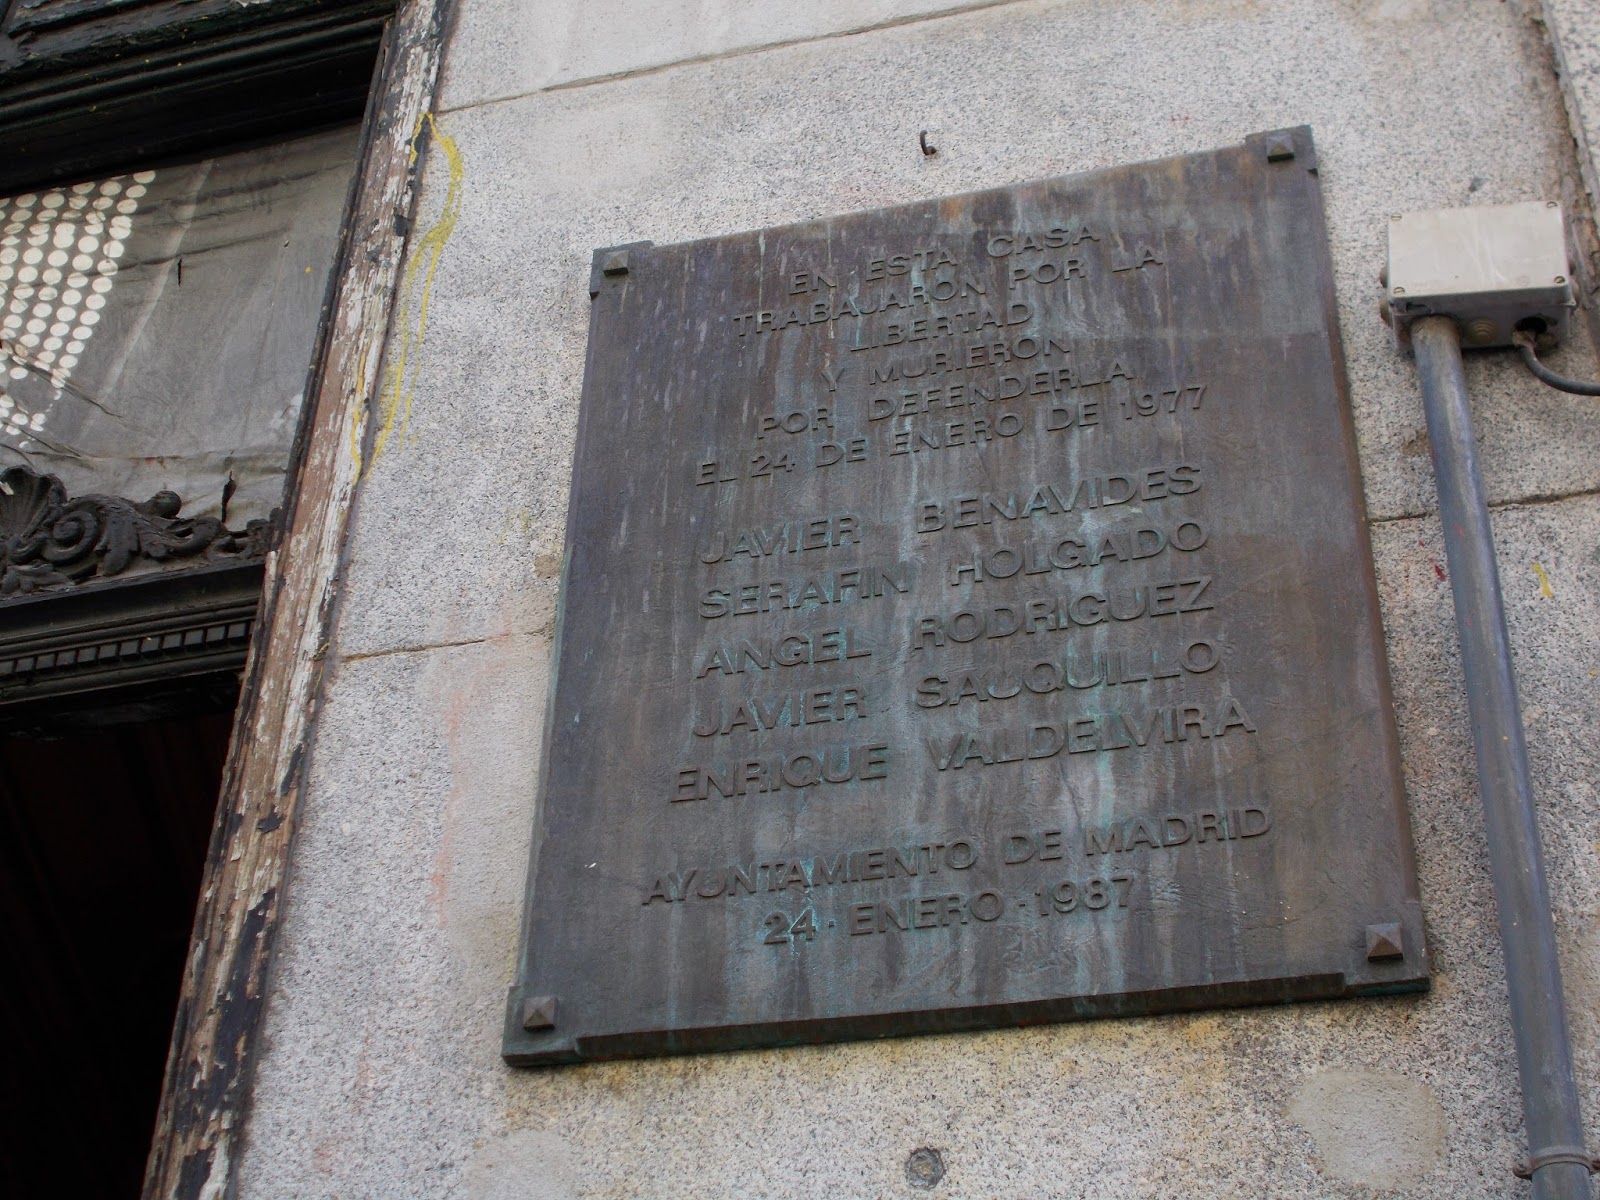 EN ESTA CASA
TRABAJARON POR LA
LIBERTAD
Y MURIERON
POR DEFENDERLA
EL 24 DE ENERO DE 1977
JAVIER BENAVIDES
SERAFIN HOLGADO
ANGEL RODRIGUEZ
JAVIER SAUQUILLO
ENRIQUE VALDELVIRA
AYUNTAMIENTO DE MADRID
24 · ENERO · 1987